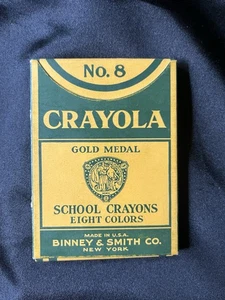 No. 8
CRAYOLA
GOLD MEDAL
SCHOOL CRAYONS
EIGHT COLORS
MADE IN U.S.A.
BINNEY & SMITH CO.
NEW YORK